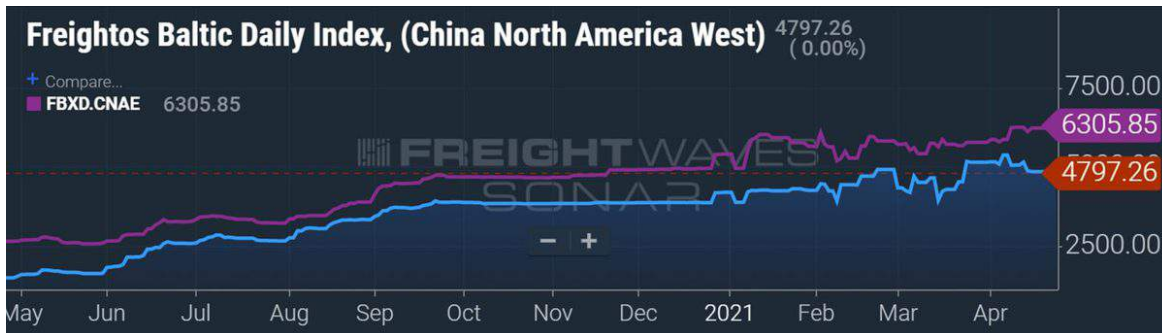 Freightos Baltic Daily Index, (China North America West) 4797.26
( 0.00%)
+ Compare...
FBXD.CNAE 6305.85
7500.00
6305.85
FREIGHTWAVES
SONAR
5000.00
4797.26
− +
2500.00
May Jun Jul Aug Sep Oct Nov Dec 2021 Feb Mar Apr